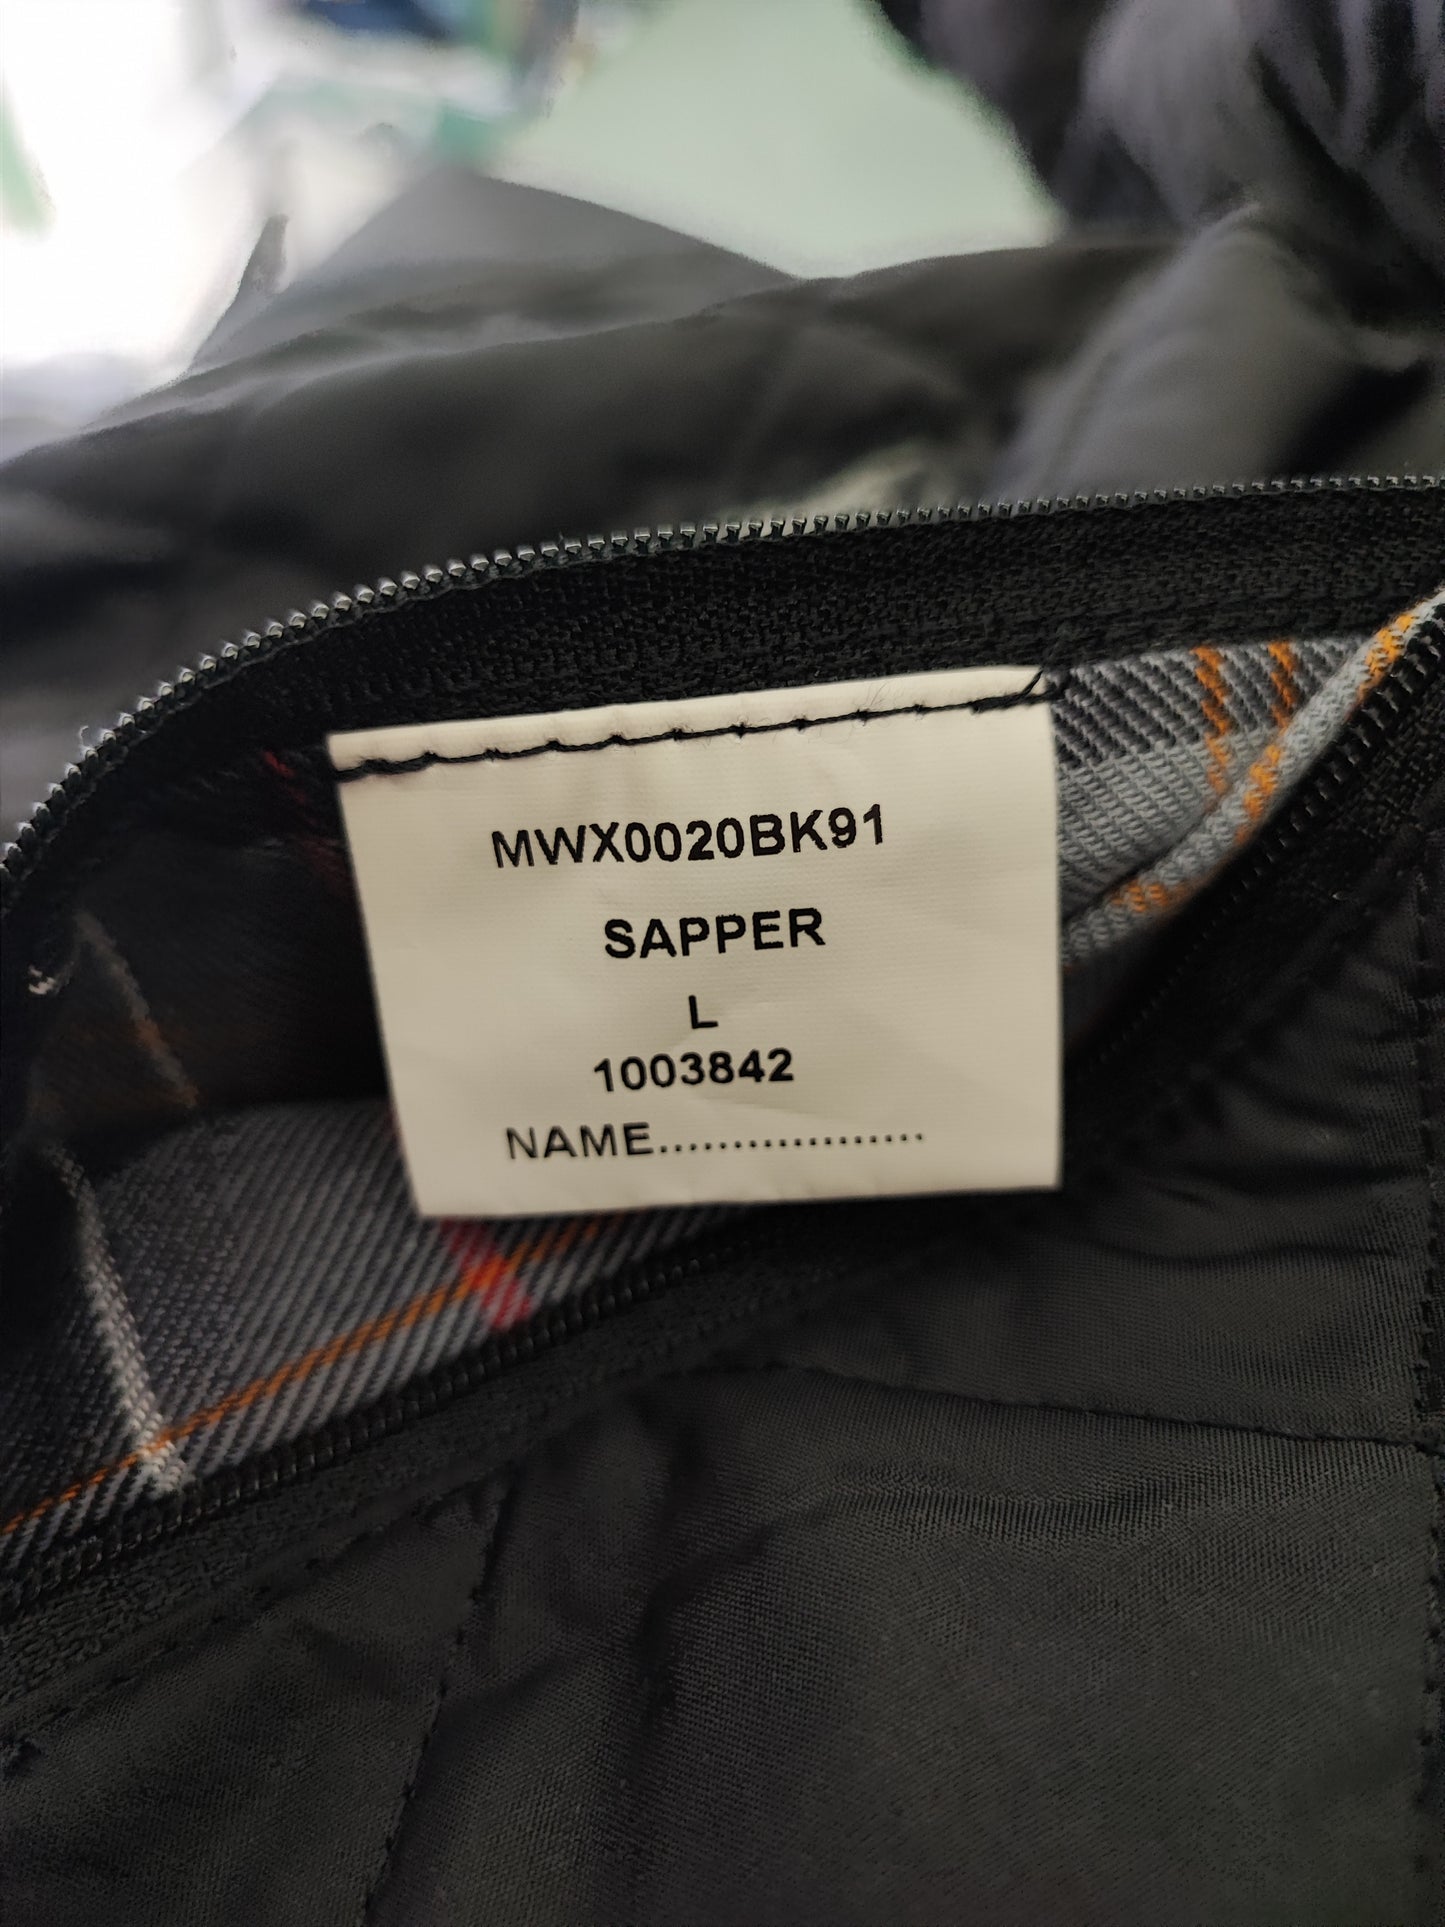 MWX0020BK91
SAPPER
L
1003842
NAME...................